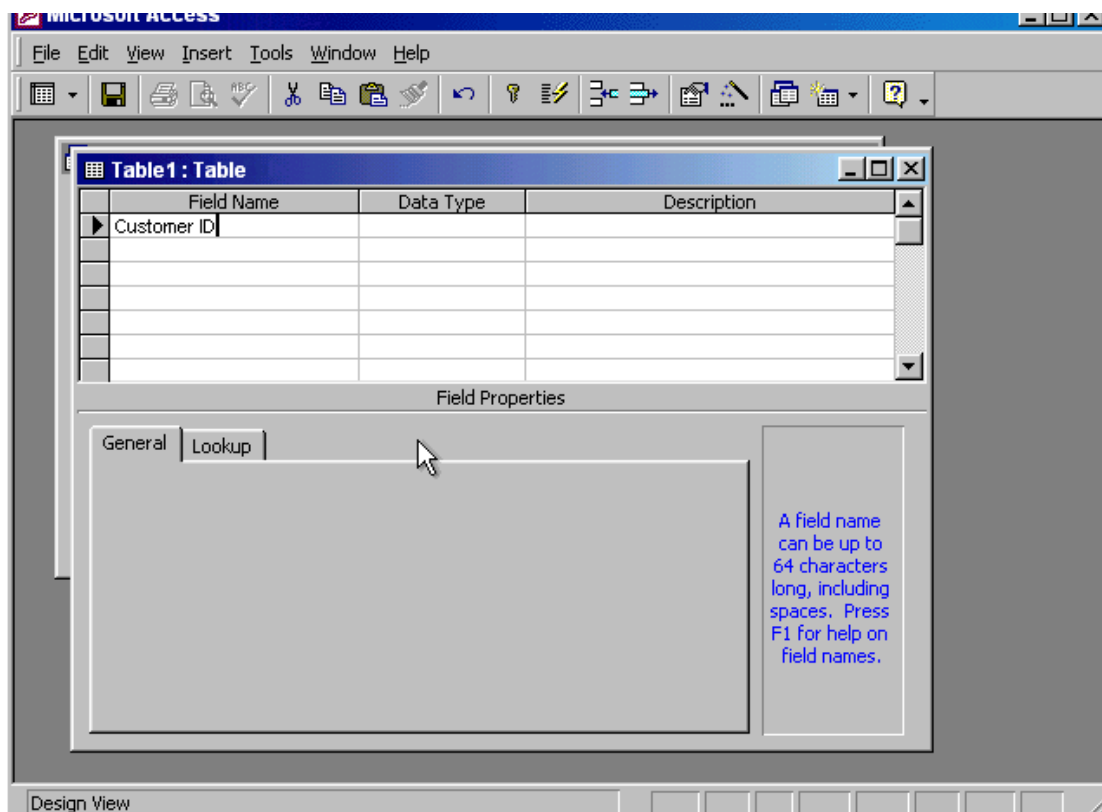 Microsoft Access
File Edit View Insert Tools Window Help
ABC
Table1 : Table
Field Name Data Type Description
Customer ID
Field Properties
General Lookup
A field name
can be up to
64 characters
long, including
spaces. Press
F1 for help on
field names.
Design View